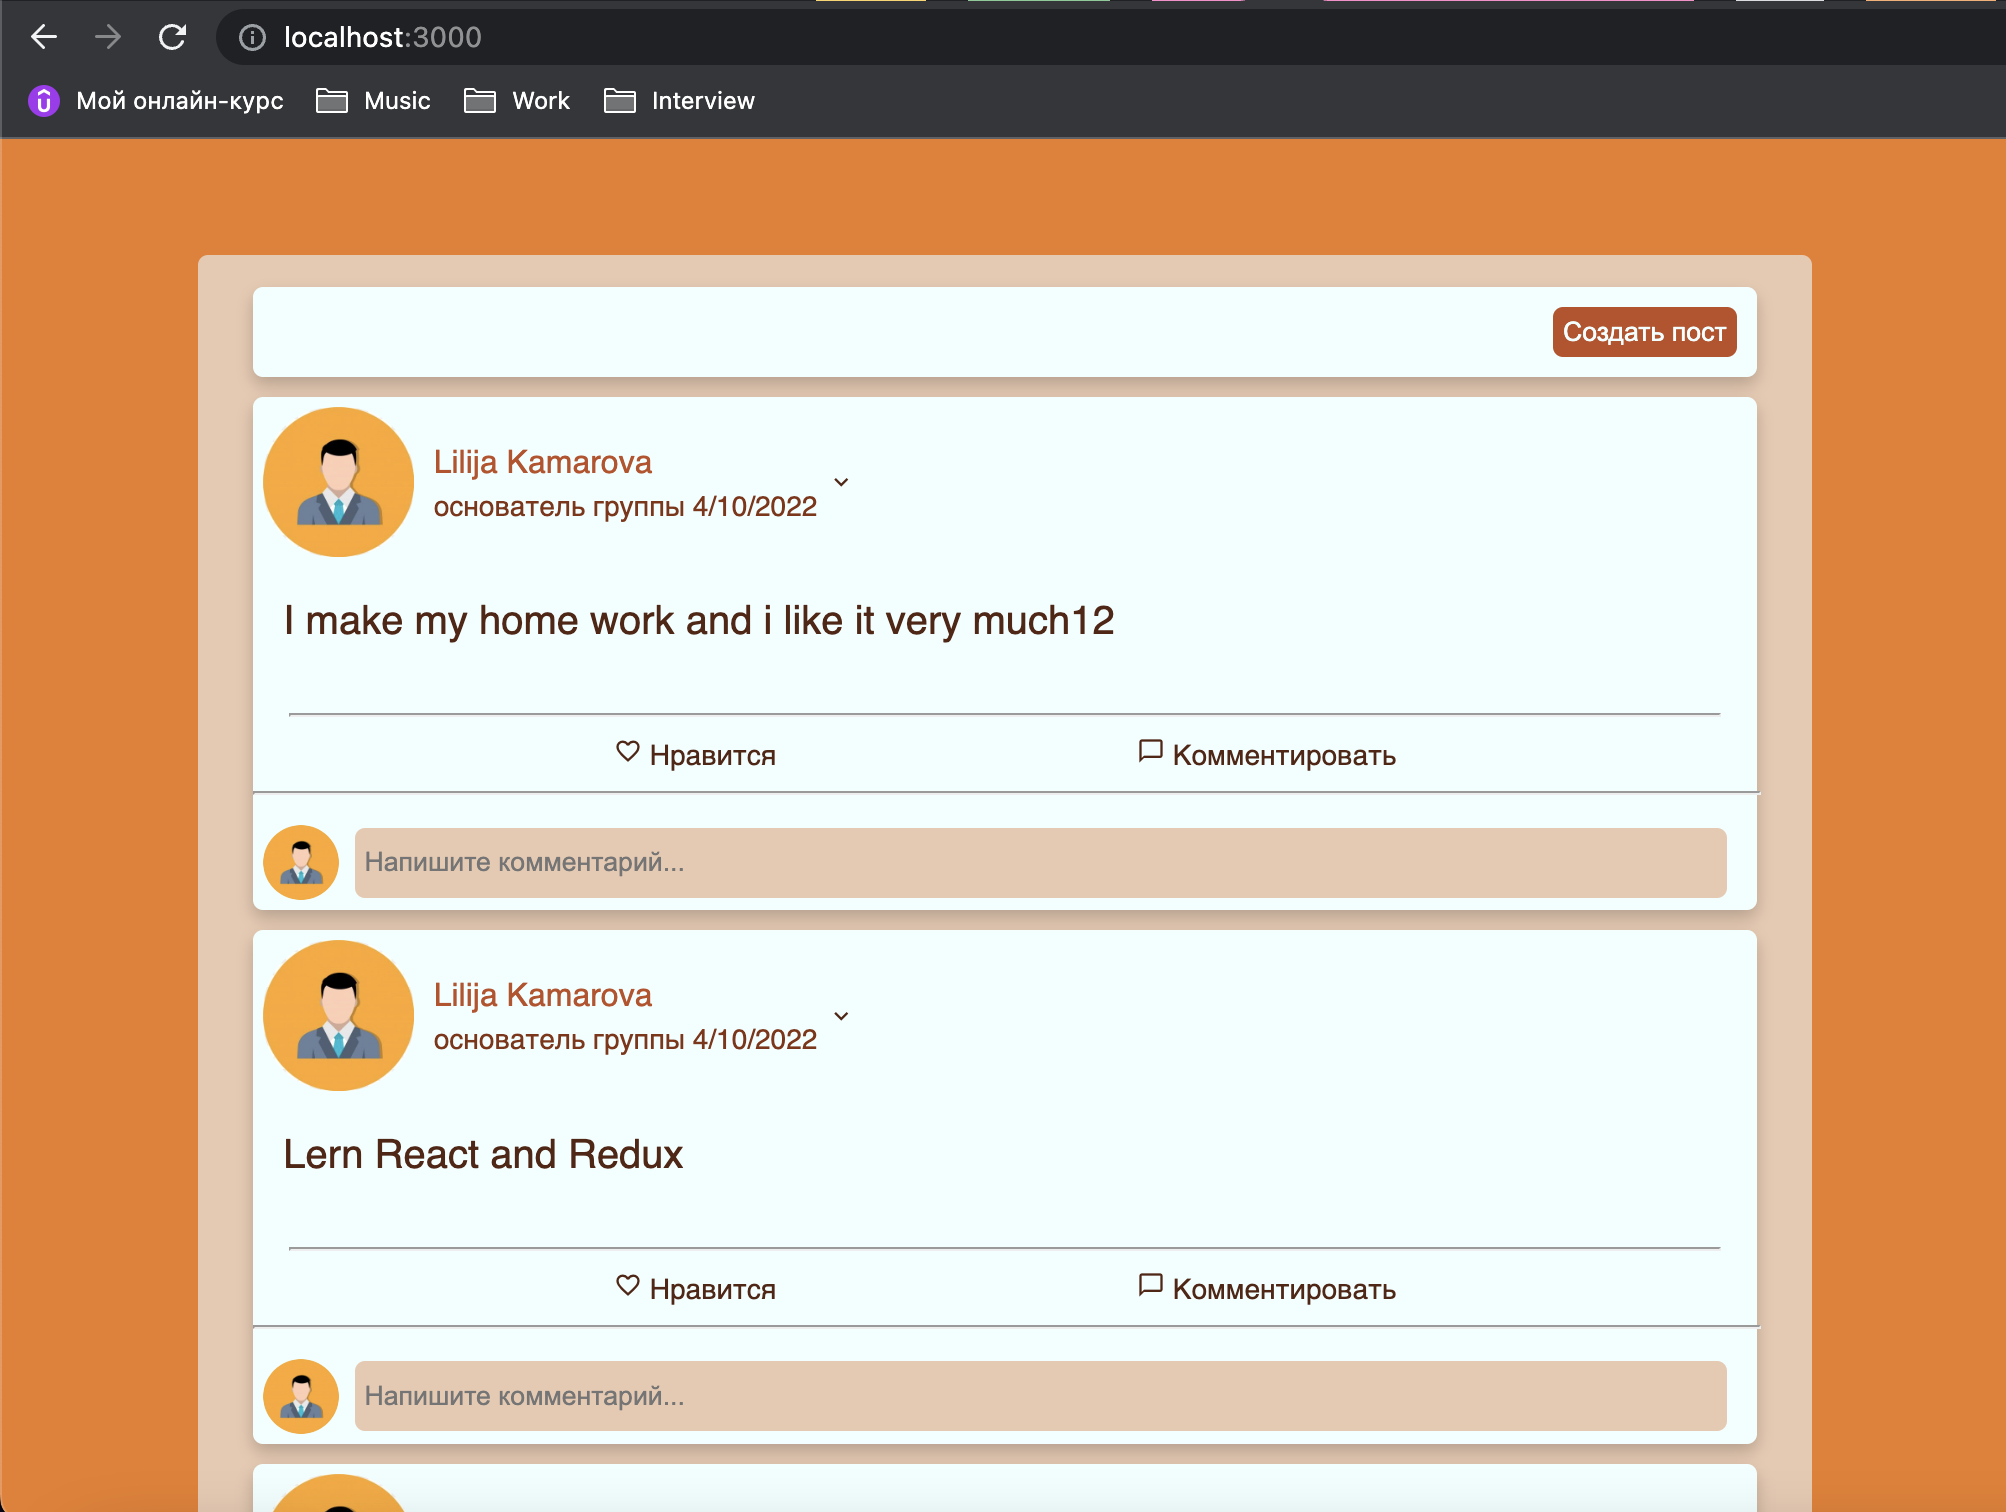 localhost:3000
Мой онлайн-курс Music Work Interview
Создать пост
Lilija Kamarova
основатель группы 4/10/2022
I make my home work and i like it very much12
Нравится Комментировать
Напишите комментарий...
Lilija Kamarova
основатель группы 4/10/2022
Lern React and Redux
Нравится Комментировать
Напишите комментарий...